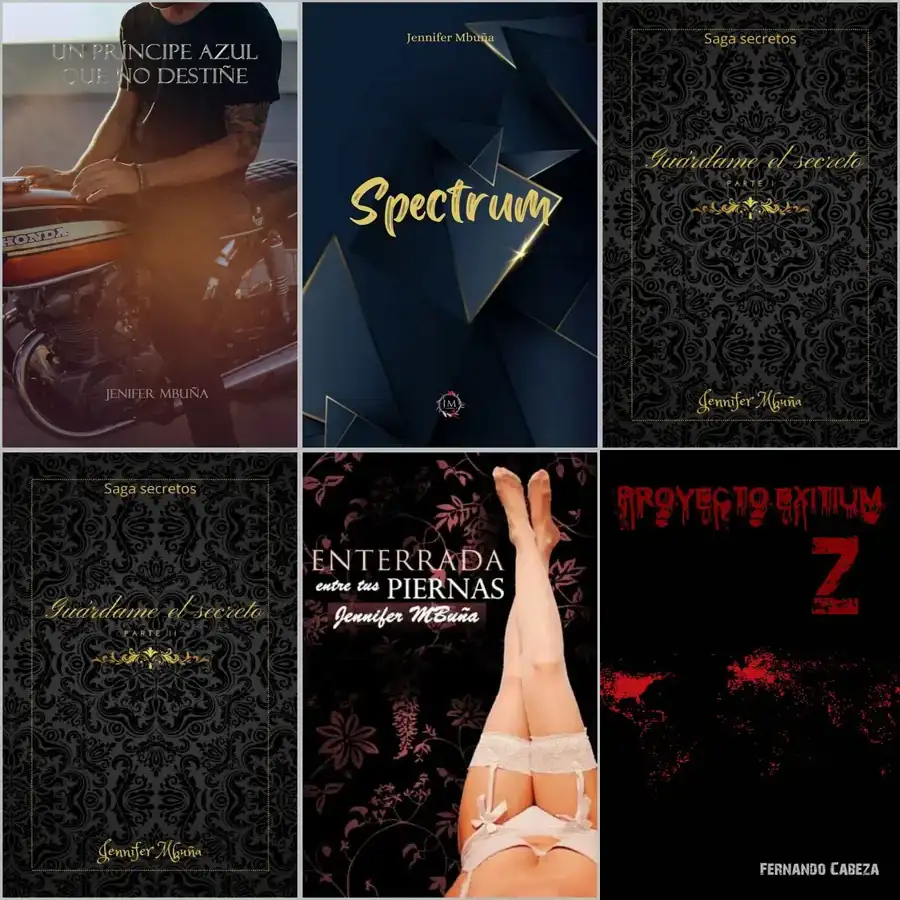 UN PRÍNCIPE AZUL
QUE NO DESTIÑE
HONDA
JENIFER MBUÑA
Jennifer Mbuña
Spectrum
JM
Saga secretos
Guárdame el secreto
PARTE I
Jennifer Mbuña
Saga secretos
Guárdame el secreto
PARTE II
Jennifer Mbuña
ENTERRADA
entre tus PIERNAS
Jennifer MBuña
PROYECTO EXITIUM
Z
FERNANDO CABEZA